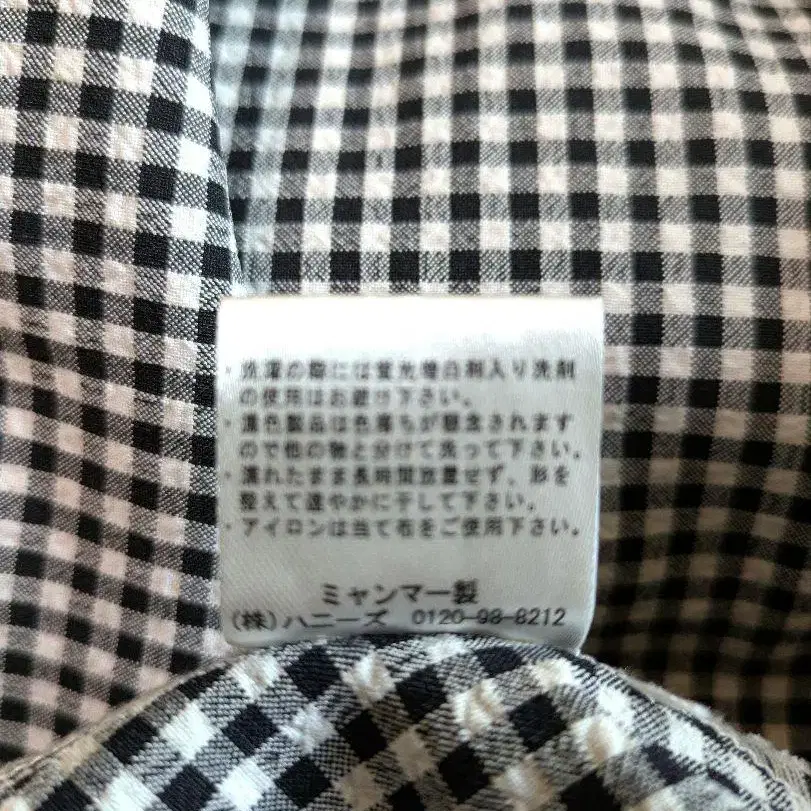 ・洗濯の際には蛍光増白剤入り洗剤
の使用はお避け下さい。
・濃色製品は色落ちが懸念されます
ので他の物と分けて洗って下さい。
・濡れたまま長時間放置せず、形を
整えて速やかに干して下さい。
・アイロンは当て布をご使用下さい。
ミャンマー製
(株)ハニーズ 0120-98-8212